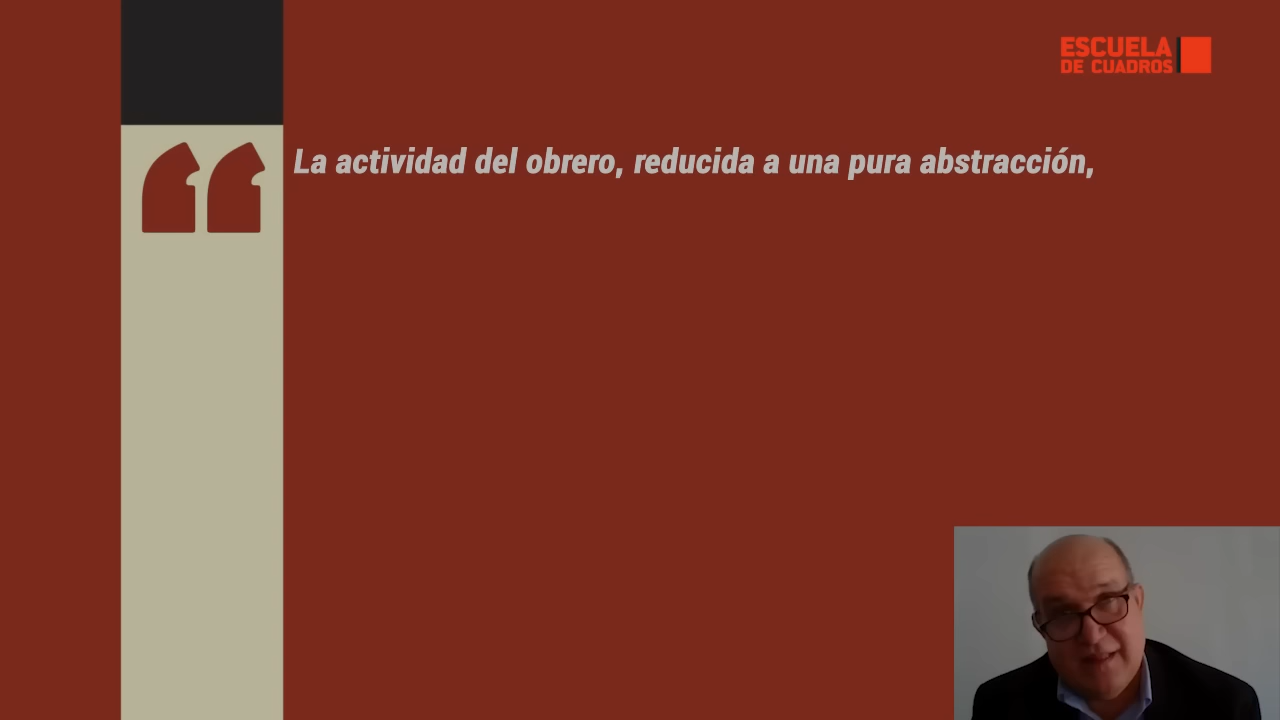 ESCUELA
DE CUADROS
La actividad del obrero, reducida a una pura abstracción,